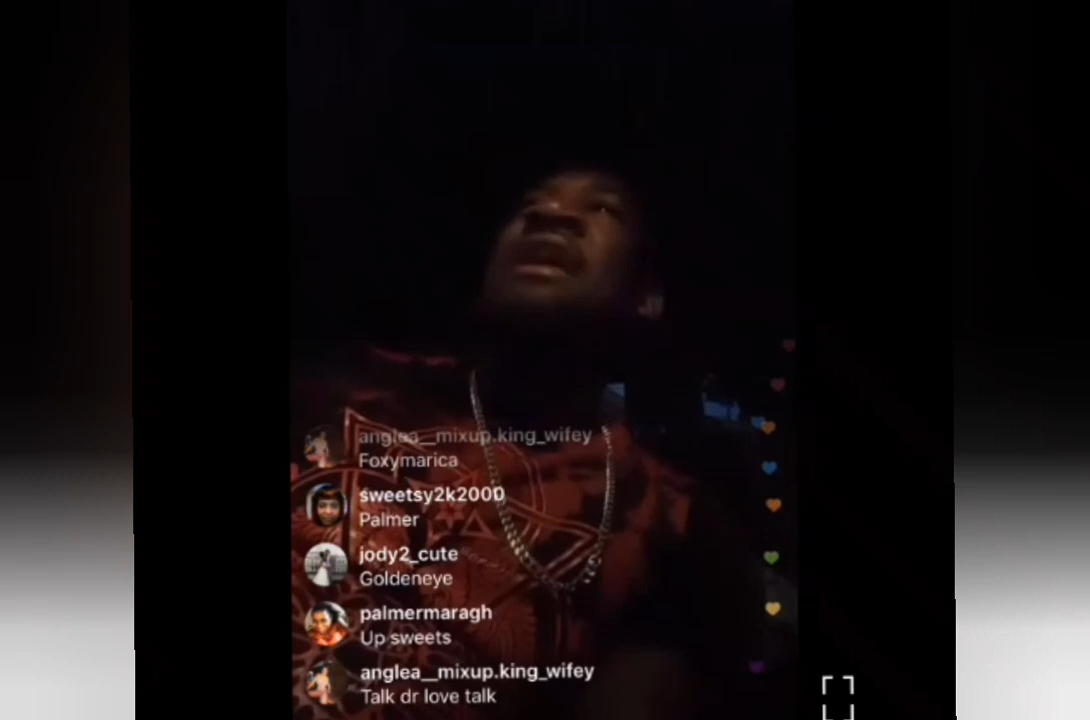 anglea__mixup.king_wifey
Foxymarica
sweetsy2k2000
Palmer
jody2_cute
Goldeneye
palmermaragh
Up sweets
anglea__mixup.king_wifey
Talk dr love talk